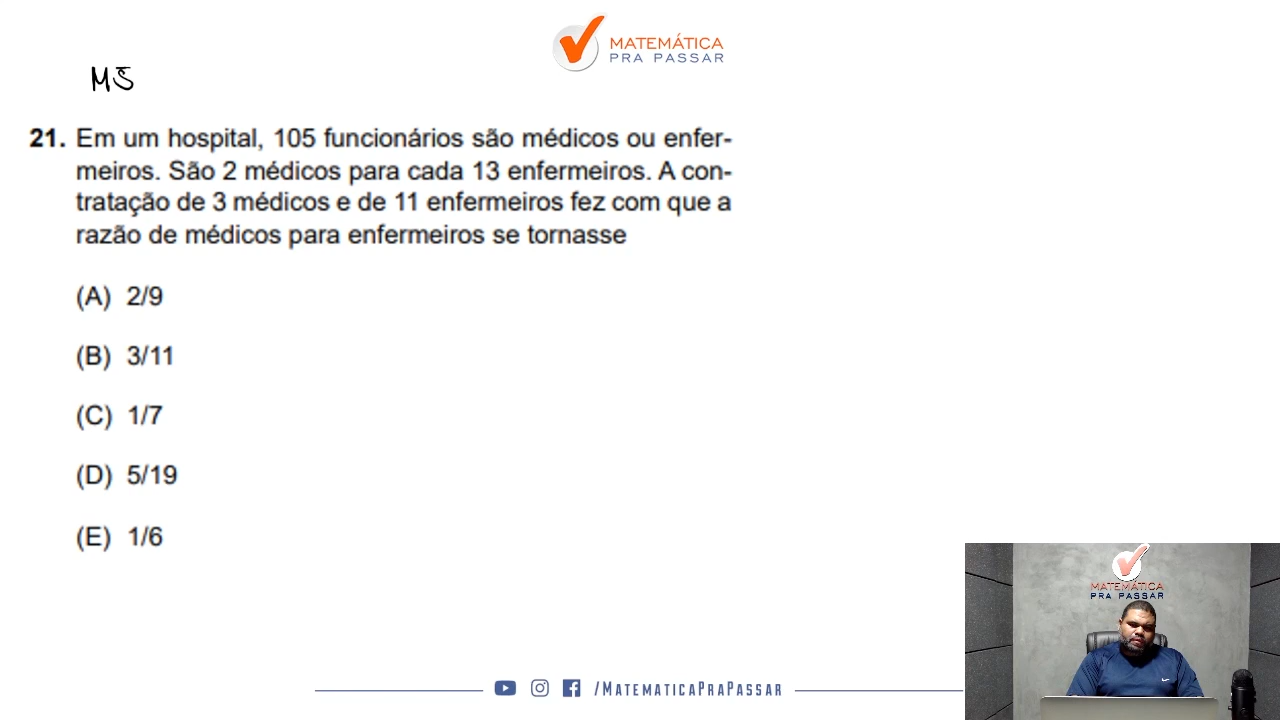 MATEMÁTICA
PRA PASSAR
21. Em um hospital, 105 funcionários são médicos ou enfer-
meiros. São 2 médicos para cada 13 enfermeiros. A con-
tratação de 3 médicos e de 11 enfermeiros fez com que a
razão de médicos para enfermeiros se tornasse
(A) 2/9
(B) 3/11
(C) 1/7
(D) 5/19
(E) 1/6
MATEMÁTICA
PRA PASSAR
/MATEMATICAPRAPASSAR